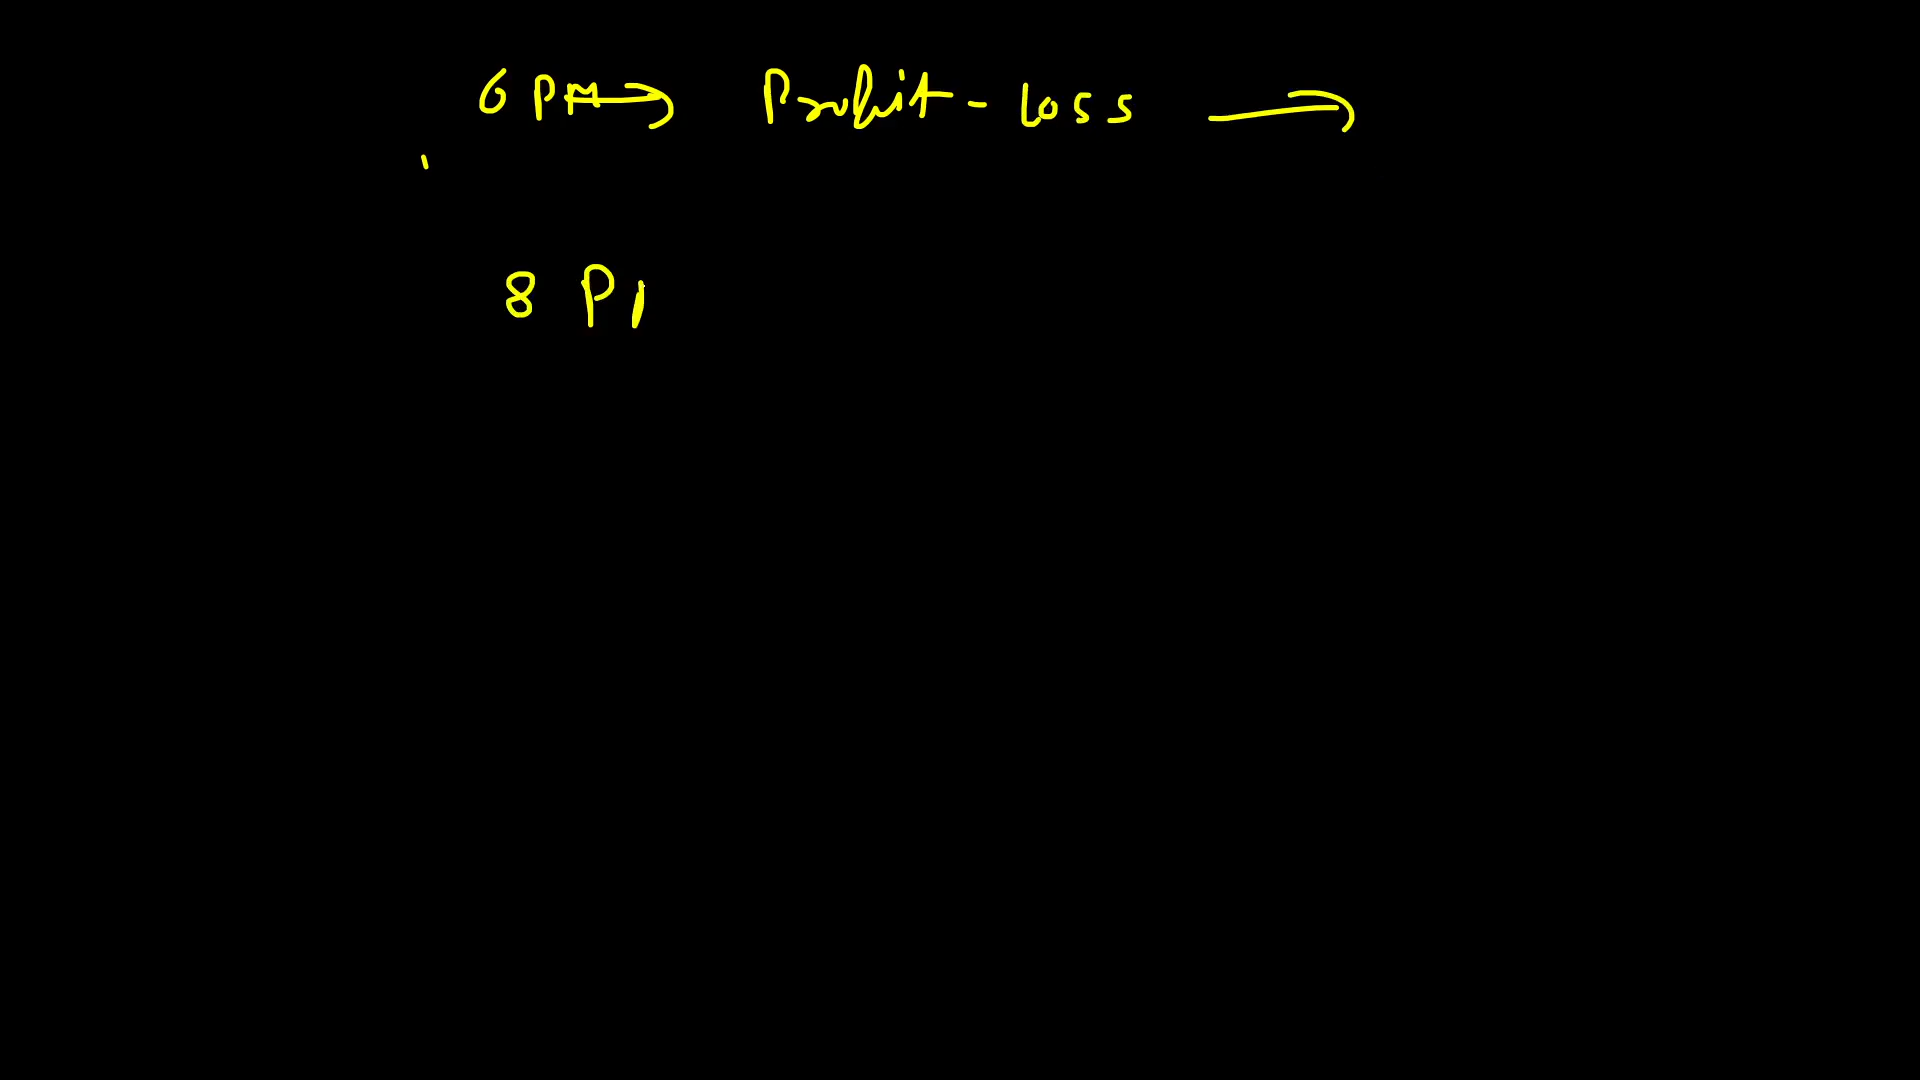 6 PM → Profit - Loss →
8 P